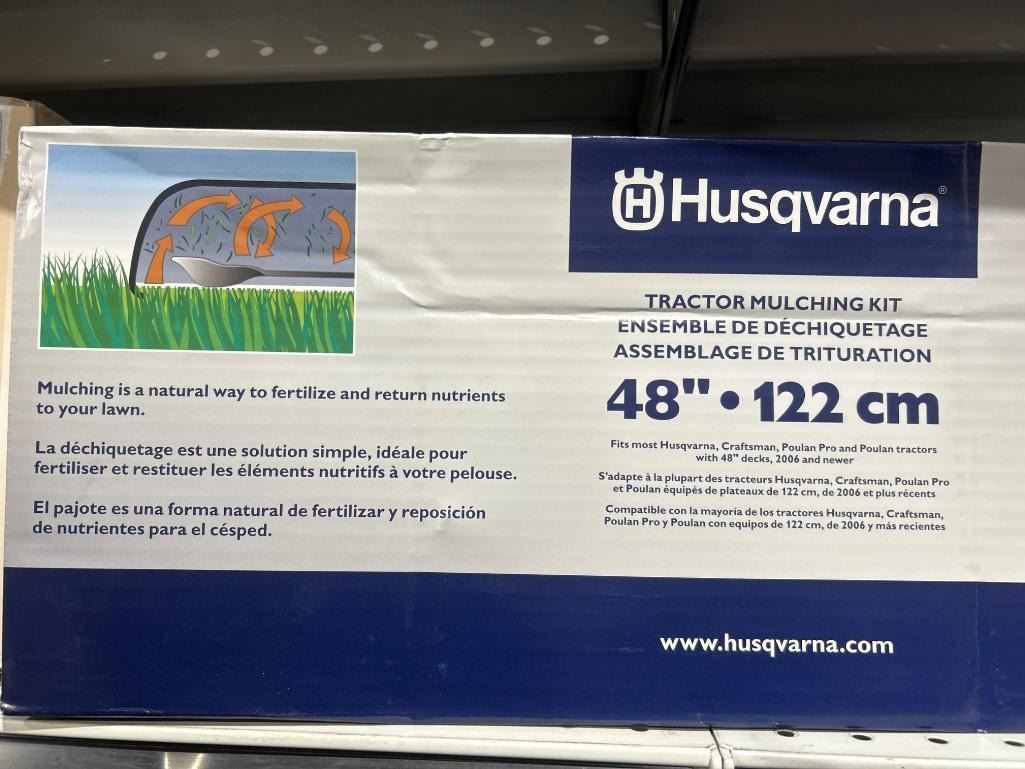 Husqvarna®
TRACTOR MULCHING KIT
ENSEMBLE DE DÉCHIQUETAGE
ASSEMBLAGE DE TRITURATION
48" • 122 cm
Fits most Husqvarna, Craftsman, Poulan Pro and Poulan tractors
with 48" decks, 2006 and newer
S'adapte à la plupart des tracteurs Husqvarna, Craftsman, Poulan Pro
et Poulan équipés de plateaux de 122 cm, de 2006 et plus récents
Compatible con la mayoría de los tractores Husqvarna, Craftsman,
Poulan Pro y Poulan con equipos de 122 cm, de 2006 y más recientes
Mulching is a natural way to fertilize and return nutrients
to your lawn.
La déchiquetage est une solution simple, idéale pour
fertiliser et restituer les éléments nutritifs à votre pelouse.
El pajote es una forma natural de fertilizar y reposición
de nutrientes para el césped.
www.husqvarna.com